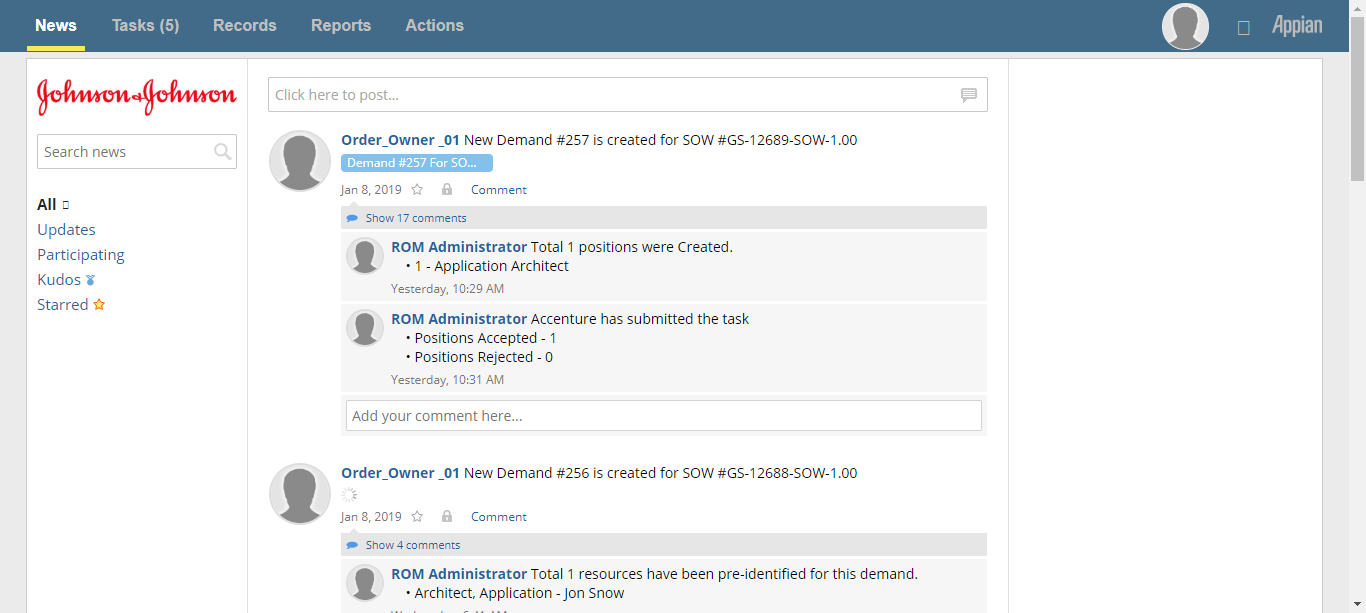 News Tasks (5) Records Reports Actions Appian
Johnson & Johnson
Search news
All
Updates
Participating
Kudos
Starred
Click here to post...
Order_Owner _01 New Demand #257 is created for SOW #GS-12689-SOW-1.00
Demand #257 For SO...
Jan 8, 2019 Comment
Show 17 comments
ROM Administrator Total 1 positions were Created.
• 1 - Application Architect
Yesterday, 10:29 AM
ROM Administrator Accenture has submitted the task
• Positions Accepted - 1
• Positions Rejected - 0
Yesterday, 10:31 AM
Add your comment here...
Order_Owner _01 New Demand #256 is created for SOW #GS-12688-SOW-1.00
Jan 8, 2019 Comment
Show 4 comments
ROM Administrator Total 1 resources have been pre-identified for this demand.
• Architect, Application - Jon Snow